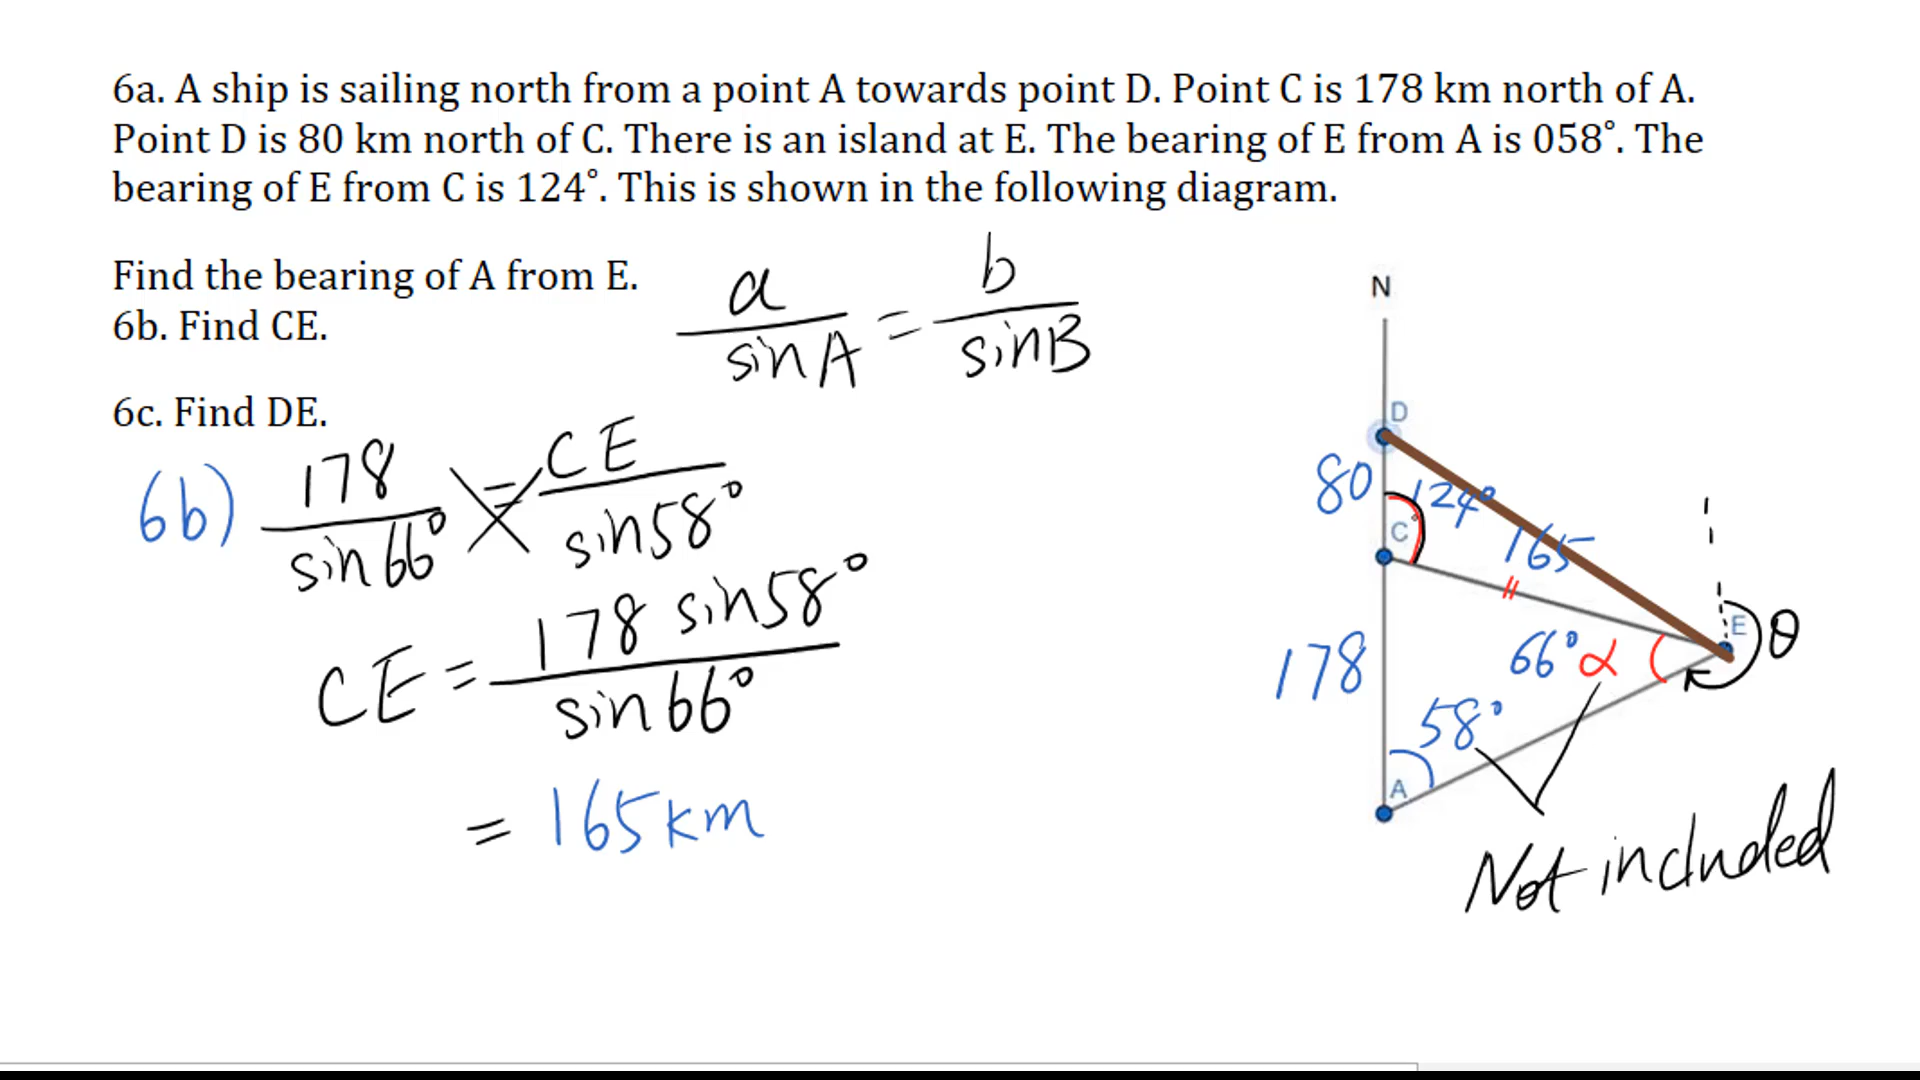 6a. A ship is sailing north from a point A towards point D. Point C is 178 km north of A.
Point D is 80 km north of C. There is an island at E. The bearing of E from A is 058°. The
bearing of E from C is 124°. This is shown in the following diagram.
Find the bearing of A from E.
6b. Find CE.
a/sinA = b/sinB
6c. Find DE.
6b) 178/sin66° = CE/sin58°
CE = 178 sin58°/sin66°
= 165km
N
D
80
124°
C
165
E
θ
178
66° α
58°
A
Not included